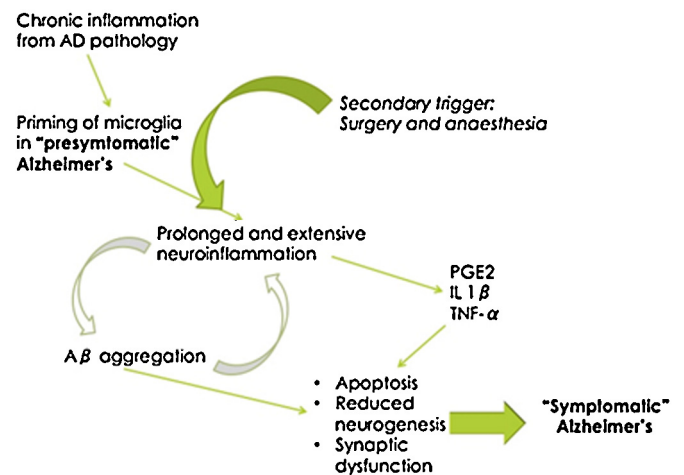 Chronic inflammation
from AD pathology
Secondary trigger:
Surgery and anaesthesia
Priming of microglia
in "presymtomatic"
Alzheimer's
Prolonged and extensive
neuroinflammation
PGE2
IL 1 β
TNF- α
Aβ aggregation
• Apoptosis
• Reduced
neurogenesis
• Synaptic
dysfunction
"Symptomatic"
Alzheimer's